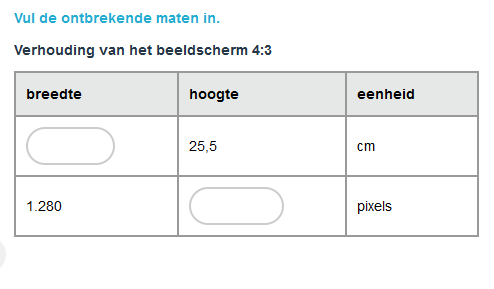 Vul de ontbrekende maten in.
Verhouding van het beeldscherm 4:3
breedte hoogte eenheid
25,5 cm
1.280 pixels